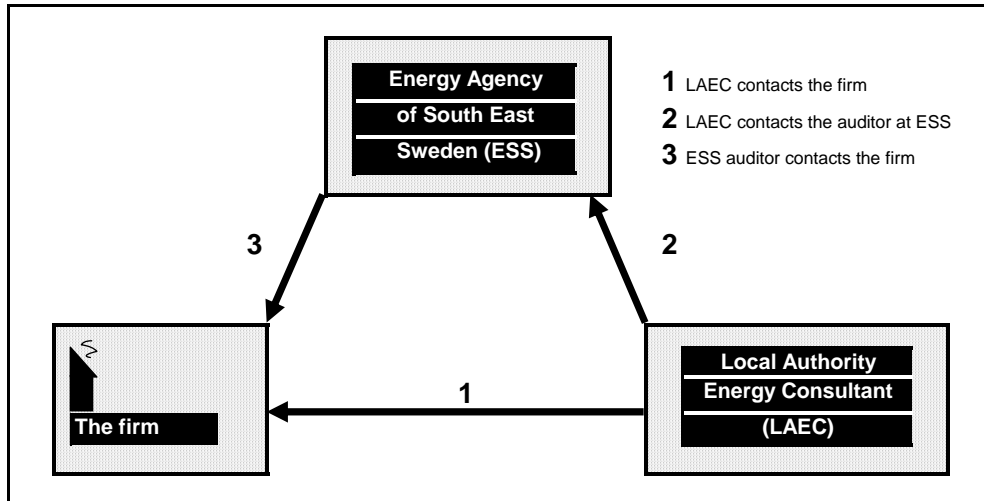 Energy Agency
of South East
Sweden (ESS)
1 LAEC contacts the firm
2 LAEC contacts the auditor at ESS
3 ESS auditor contacts the firm
3
2
The firm
1
Local Authority
Energy Consultant
(LAEC)